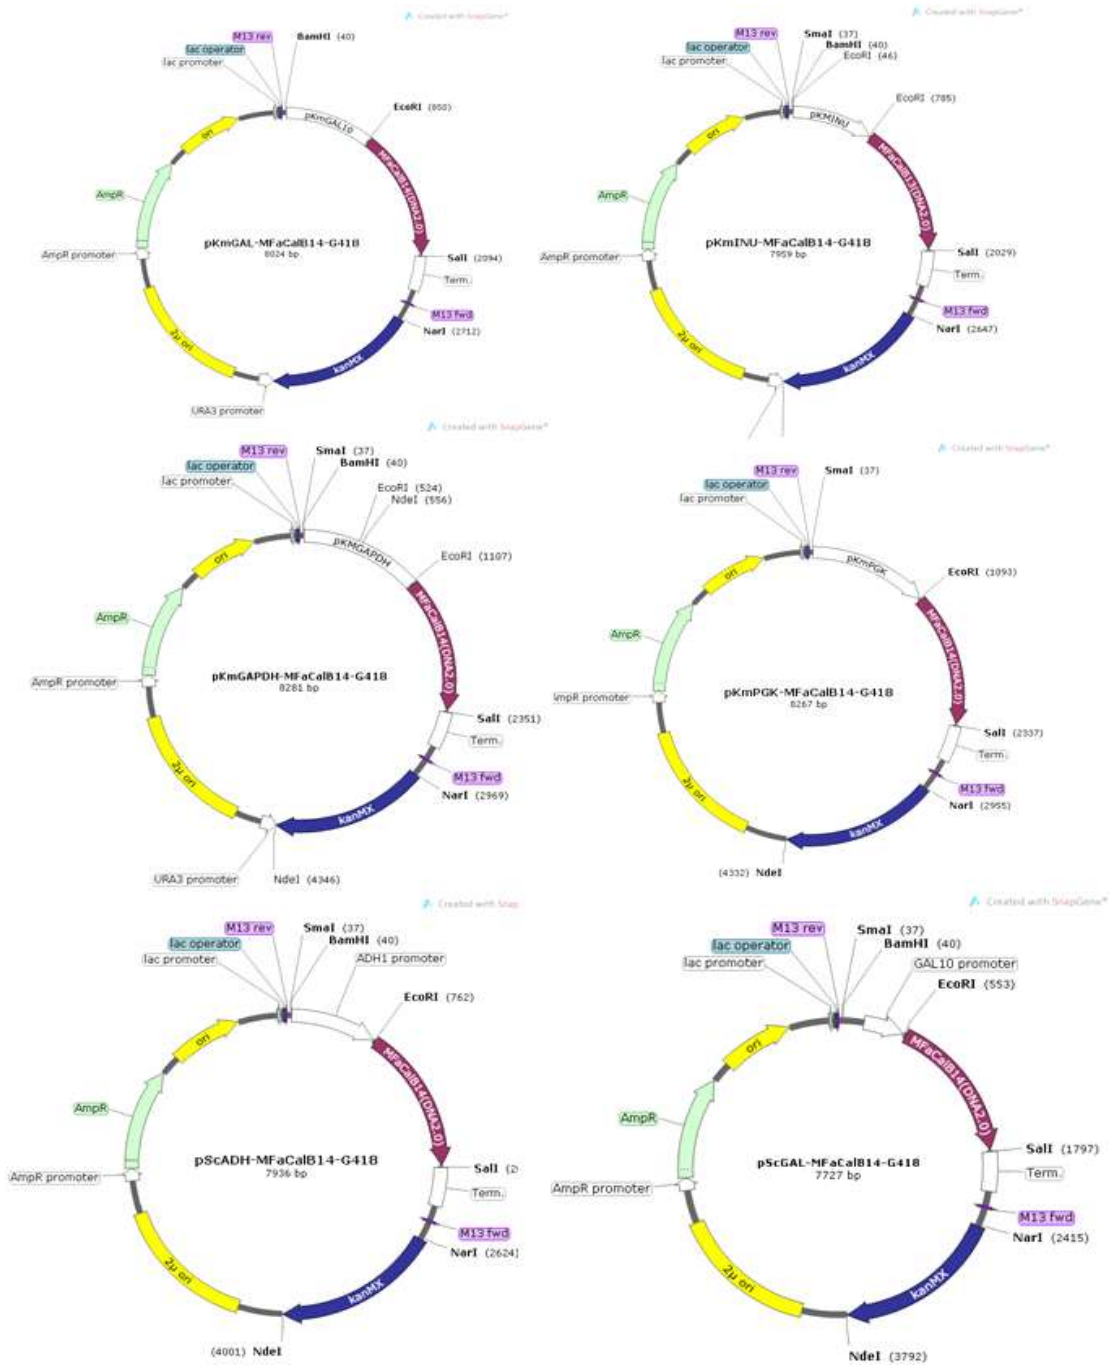 Created with SnapGene®
M13 rev
BamHI (40)
lac operator
lac promoter
pKmGAL10
EcoRI (850)
ori
MFaCalB14(DNA2.0)
AmpR
pKmGAL-MFaCalB14-G418
8024 bp
AmpR promoter
SalI (2094)
Term.
M13 fwd
NarI (2712)
2μ ori
kanMX
URA3 promoter
Created with SnapGene®
M13 rev
SmaI (37)
BamHI (40)
EcoRI (46)
lac operator
lac promoter
pKMINU
EcoRI (785)
ori
MFaCalB13(DNA2.0)
AmpR
pKmINU-MFaCalB14-G418
7959 bp
AmpR promoter
SalI (2029)
Term.
M13 fwd
NarI (2647)
2μ ori
kanMX
Created with SnapGene®
M13 rev
SmaI (37)
BamHI (40)
lac operator
lac promoter
EcoRI (524)
NdeI (556)
pKMGAPDH
EcoRI (1107)
ori
MFaCalB14(DNA2.0)
AmpR
pKmGAPDH-MFaCalB14-G418
8281 bp
AmpR promoter
SalI (2351)
Term.
M13 fwd
NarI (2969)
2μ ori
kanMX
URA3 promoter
NdeI (4346)
Created with SnapGene®
M13 rev
SmaI (37)
lac operator
lac promoter
pKmPGK
EcoRI (1093)
ori
MFaCalB14(DNA2.0)
AmpR
pKmPGK-MFaCalB14-G418
8267 bp
mpR promoter
SalI (2337)
Term.
M13 fwd
NarI (2955)
2μ ori
kanMX
(4332) NdeI
Created with Snap
M13 rev
SmaI (37)
BamHI (40)
lac operator
lac promoter
ADH1 promoter
EcoRI (762)
ori
MFaCalB14(DNA2.0)
AmpR
pScADH-MFaCalB14-G418
7936 bp
AmpR promoter
SalI (2
Term.
M13 fwd
NarI (2624)
2μ ori
kanMX
(4001) NdeI
Created with SnapGene®
M13 rev
SmaI (37)
BamHI (40)
lac operator
lac promoter
GAL10 promoter
EcoRI (553)
ori
MFaCalB14(DNA2.0)
AmpR
pScGAL-MFaCalB14-G418
7727 bp
AmpR promoter
SalI (1797)
Term.
M13 fwd
NarI (2415)
2μ ori
kanMX
NdeI (3792)